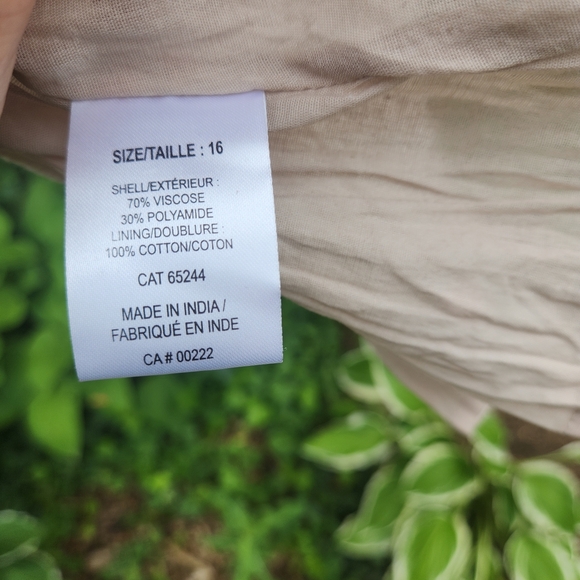 SIZE/TAILLE : 16
SHELL/EXTÉRIEUR :
70% VISCOSE
30% POLYAMIDE
LINING/DOUBLURE :
100% COTTON/COTON
CAT 65244
MADE IN INDIA /
FABRIQUÉ EN INDE
CA # 00222